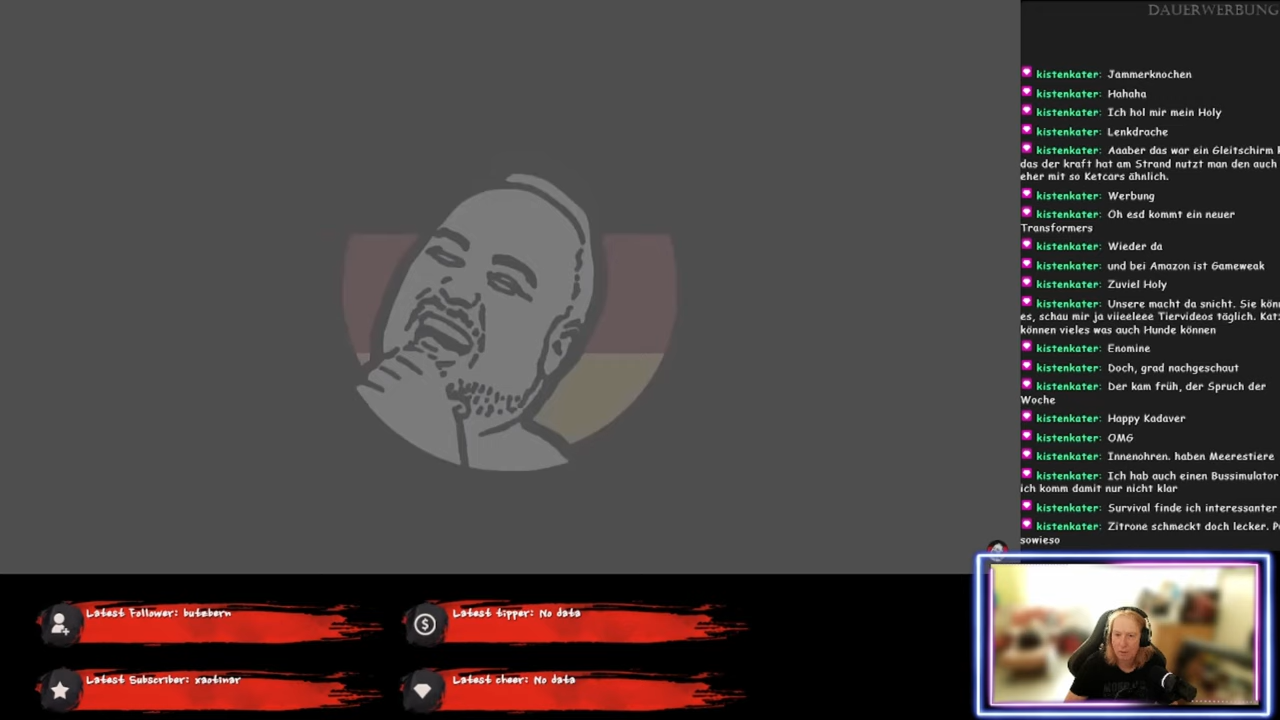 DAUERWERBUNG
kistenkater: Jammerknochen
kistenkater: Hahaha
kistenkater: Ich hol mir mein Holy
kistenkater: Lenkdrache
kistenkater: Aaaber das war ein Gleitschirm
das der kraft hat am Strand nutzt man den auch
eher mit so Ketcars ähnlich.
kistenkater: Werbung
kistenkater: Oh esd kommt ein neuer
Transformers
kistenkater: Wieder da
kistenkater: und bei Amazon ist Gameweak
kistenkater: Zuviel Holy
kistenkater: Unsere macht da snicht. Sie
es, schau mir ja viieeleee Tiervideos täglich.
können vieles was auch Hunde können
kistenkater: Enomine
kistenkater: Doch, grad nachgeschaut
kistenkater: Der kam früh, der Spruch der
Woche
kistenkater: Happy Kadaver
kistenkater: OMG
kistenkater: Innenohren. haben Meerestiere
kistenkater: Ich hab auch einen Bussimulator
ich komm damit nur nicht klar
kistenkater: Survival finde ich interessanter
kistenkater: Zitrone schmeckt doch lecker.
sowieso
Latest Follower: butzbern
Latest tipper: No data
Latest Subscriber: xaotinar
Latest cheer: No data